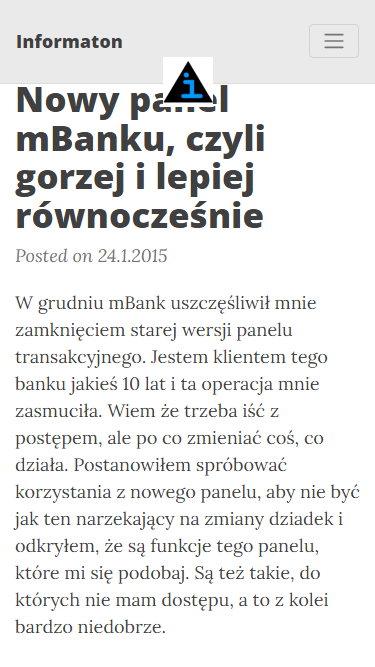 Informaton
Nowy panel
mBanku, czyli
gorzej i lepiej
równocześnie
Posted on 24.1.2015
W grudniu mBank uszczęśliwił mnie
zamknięciem starej wersji panelu
transakcyjnego. Jestem klientem tego
banku jakieś 10 lat i ta operacja mnie
zasmuciła. Wiem że trzeba iść z
postępem, ale po co zmieniać coś, co
działa. Postanowiłem spróbować
korzystania z nowego panelu, aby nie być
jak ten narzekający na zmiany dziadek i
odkryłem, że są funkcje tego panelu,
które mi się podobaj. Są też takie, do
których nie mam dostępu, a to z kolei
bardzo niedobrze.